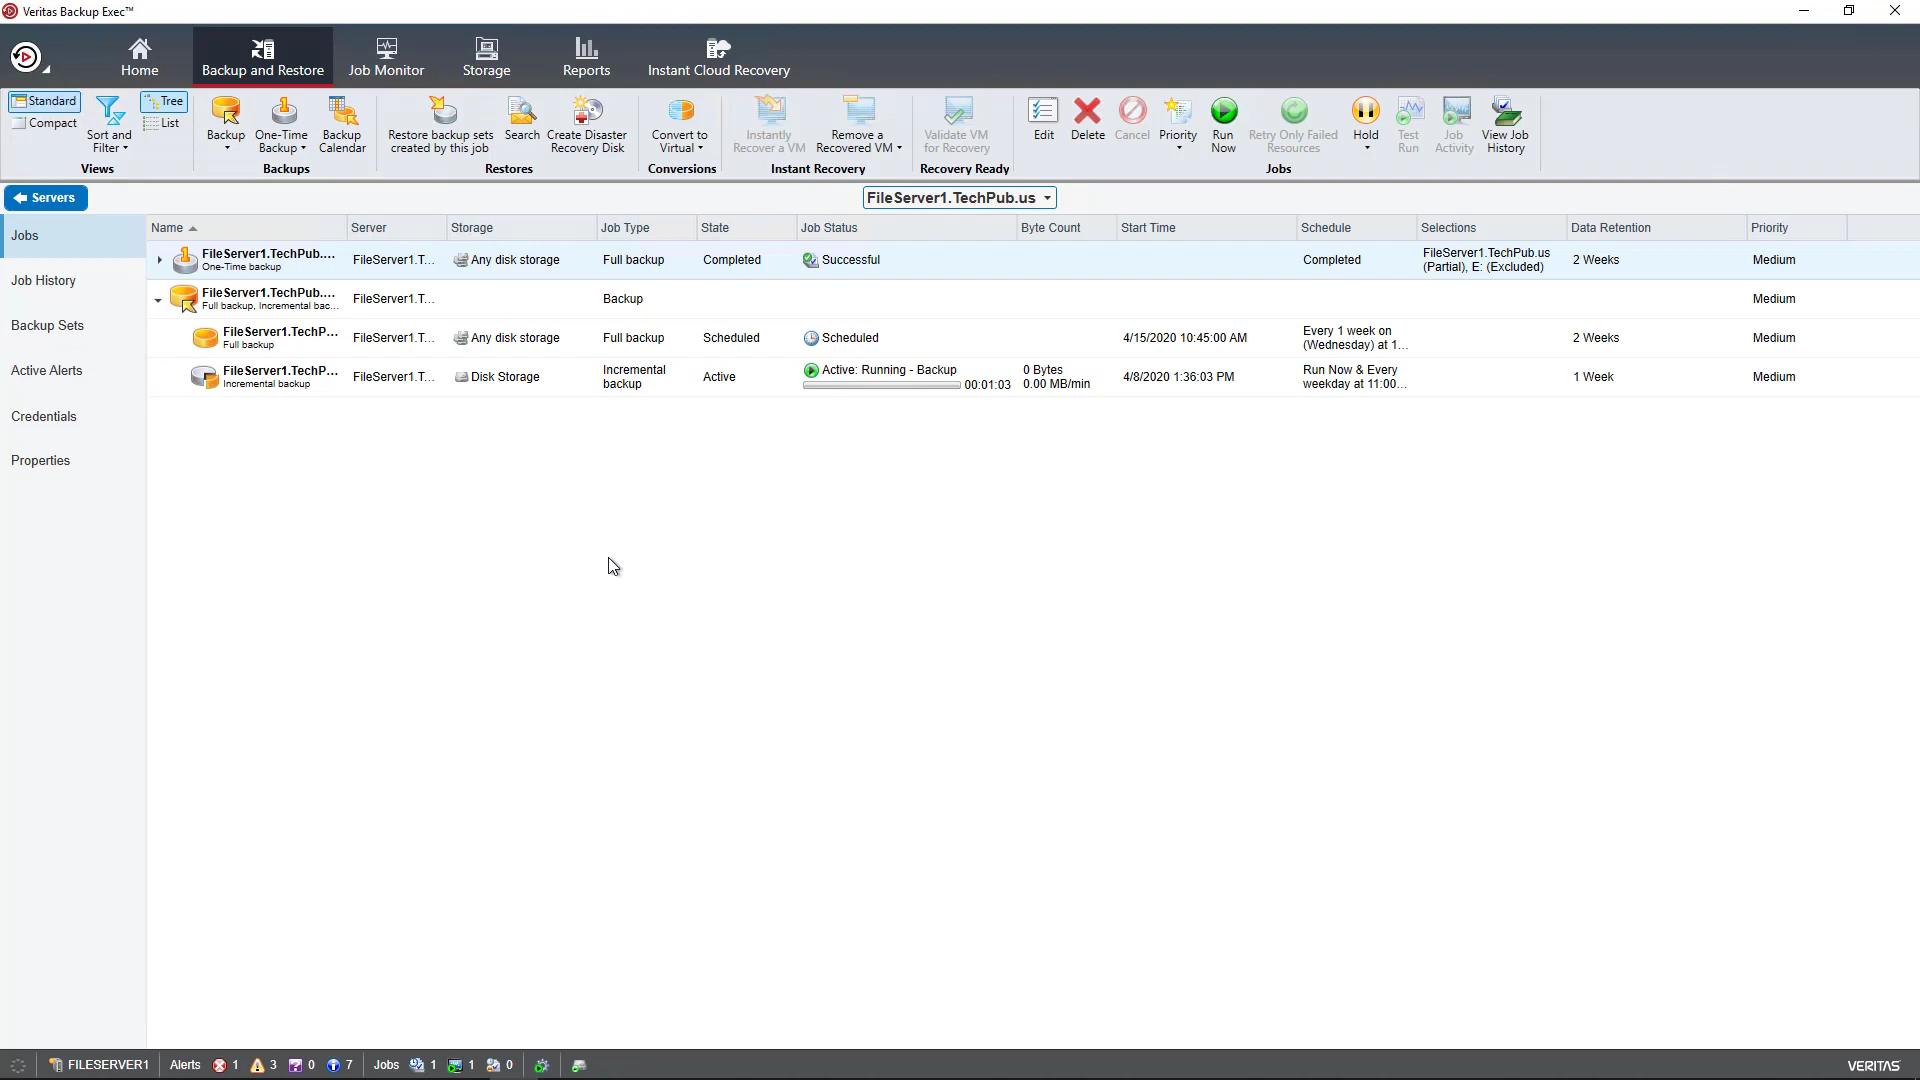 Veritas Backup Exec™
Home
Backup and Restore
Job Monitor
Storage
Reports
Instant Cloud Recovery
Standard
Compact
Sort and
Filter
Tree
List
Views
Backup
One-Time
Backup
Backup
Calendar
Backups
Restore backup sets
created by this job
Search
Create Disaster
Recovery Disk
Restores
Convert to
Virtual
Conversions
Instantly
Recover a VM
Remove a
Recovered VM
Instant Recovery
Validate VM
for Recovery
Recovery Ready
Edit
Delete
Cancel
Priority
Run
Now
Retry Only Failed
Resources
Hold
Test
Run
Job
Activity
View Job
History
Jobs
Servers
FileServer1.TechPub.us
Jobs
Job History
Backup Sets
Active Alerts
Credentials
Properties
Name Server Storage Job Type State Job Status Byte Count Start Time Schedule Selections Data Retention Priority
FileServer1.TechPub....
One-Time backup
FileServer1.T...
Any disk storage
Full backup
Completed
Successful
Completed
FileServer1.TechPub.us
(Partial), E: (Excluded)
2 Weeks
Medium
FileServer1.TechPub....
Full backup, Incremental bac...
FileServer1.T...
Backup
Medium
FileServer1.TechP...
Full backup
FileServer1.T...
Any disk storage
Full backup
Scheduled
Scheduled
4/15/2020 10:45:00 AM
Every 1 week on
(Wednesday) at 1...
2 Weeks
Medium
FileServer1.TechP...
Incremental backup
FileServer1.T...
Disk Storage
Incremental
backup
Active
Active: Running - Backup
00:01:03
0 Bytes
0.00 MB/min
4/8/2020 1:36:03 PM
Run Now & Every
weekday at 11:00...
1 Week
Medium
FILESERVER1 Alerts 1 3 0 7 Jobs 1 1 0
VERITAS